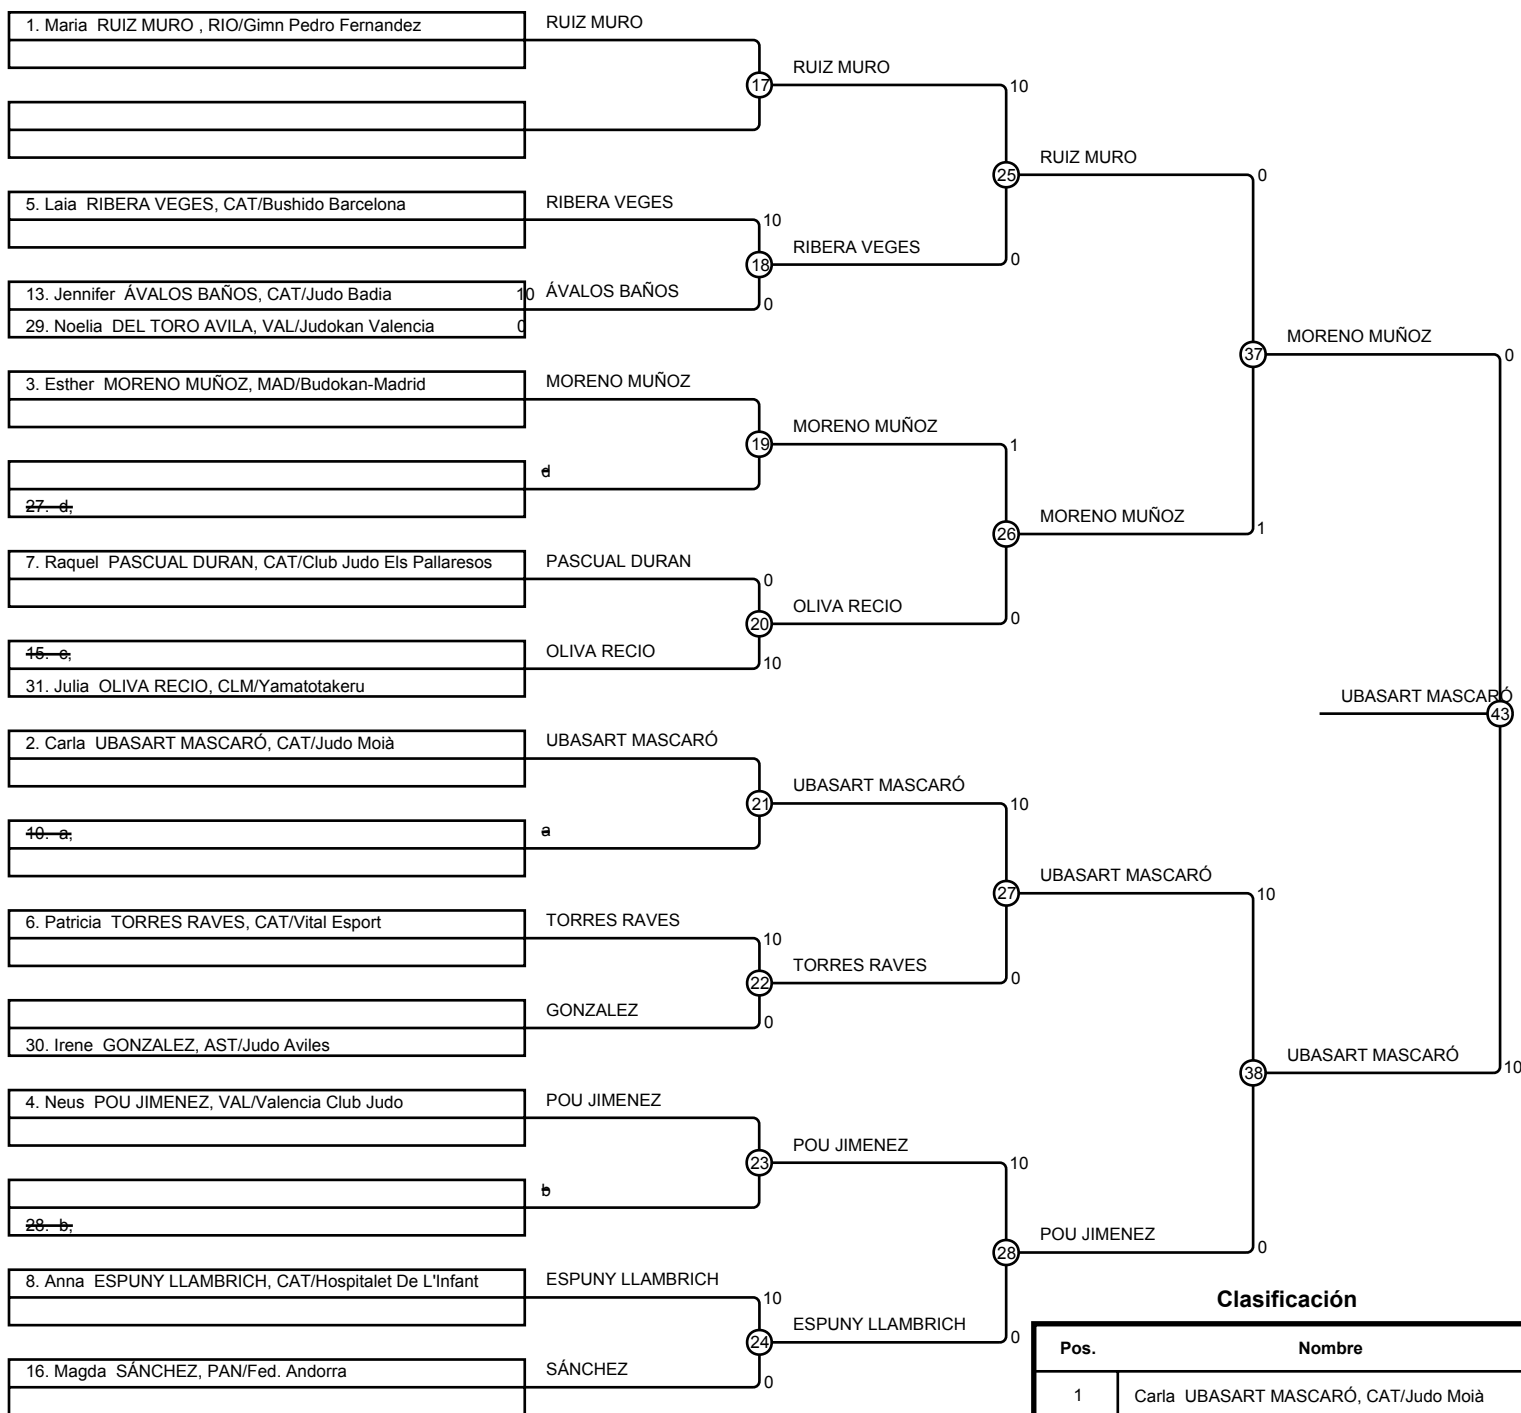 1. Maria RUIZ MURO , RIO/Gimn Pedro Fernandez
RUIZ MURO
17
RUIZ MURO
10
25
RUIZ MURO
0
5. Laia RIBERA VEGES, CAT/Bushido Barcelona
RIBERA VEGES
10
18
RIBERA VEGES
0
13. Jennifer ÁVALOS BAÑOS, CAT/Judo Badia 10
ÁVALOS BAÑOS
0
29. Noelia DEL TORO AVILA, VAL/Judokan Valencia 0
37
MORENO MUÑOZ
0
3. Esther MORENO MUÑOZ, MAD/Budokan-Madrid
MORENO MUÑOZ
19
MORENO MUÑOZ
1
d
27. d,
26
MORENO MUÑOZ
1
7. Raquel PASCUAL DURAN, CAT/Club Judo Els Pallaresos
PASCUAL DURAN
0
20
OLIVA RECIO
0
15. c,
OLIVA RECIO
10
31. Julia OLIVA RECIO, CLM/Yamatotakeru
UBASART MASCARÓ
43
2. Carla UBASART MASCARÓ, CAT/Judo Moià
UBASART MASCARÓ
21
UBASART MASCARÓ
10
10. a,
a
27
UBASART MASCARÓ
10
6. Patricia TORRES RAVES, CAT/Vital Esport
TORRES RAVES
10
22
TORRES RAVES
0
GONZALEZ
0
30. Irene GONZALEZ, AST/Judo Aviles
38
UBASART MASCARÓ
10
4. Neus POU JIMENEZ, VAL/Valencia Club Judo
POU JIMENEZ
23
POU JIMENEZ
10
b
28. b,
28
POU JIMENEZ
0
8. Anna ESPUNY LLAMBRICH, CAT/Hospitalet De L'Infant
ESPUNY LLAMBRICH
10
24
ESPUNY LLAMBRICH
0
16. Magda SÁNCHEZ, PAN/Fed. Andorra
SÁNCHEZ
0
Clasificación
Pos. Nombre
1 Carla UBASART MASCARÓ, CAT/Judo Moià